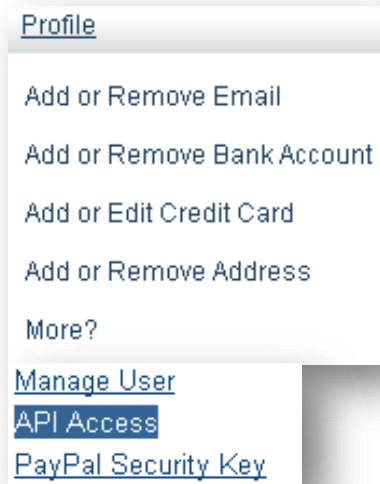 Profile
Add or Remove Email
Add or Remove Bank Account
Add or Edit Credit Card
Add or Remove Address
More?
Manage User
API Access
PayPal Security Key